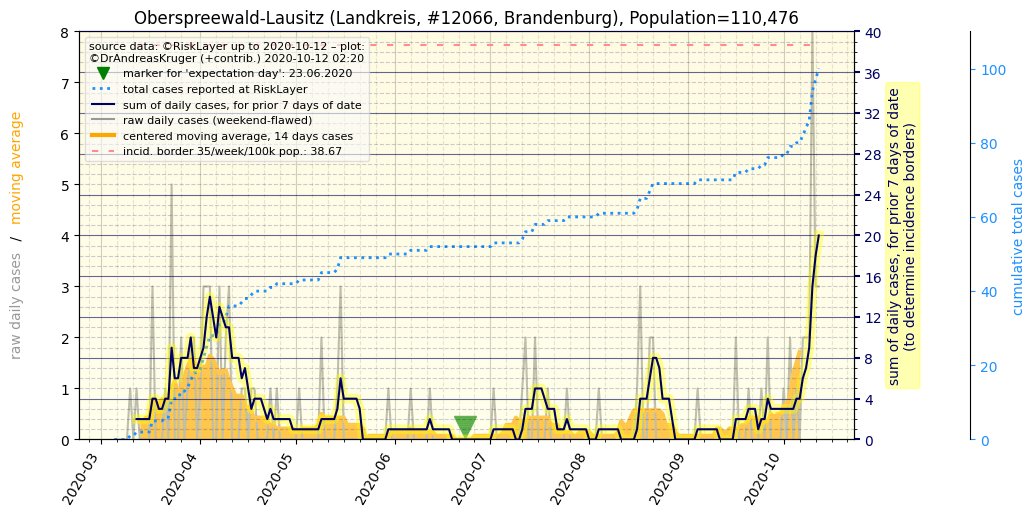 Oberspreewald-Lausitz (Landkreis, #12066, Brandenburg), Population=110,476
source data: ©RiskLayer up to 2020-10-12 – plot:
©DrAndreasKruger (+contrib.) 2020-10-12 02:20
marker for 'expectation day': 23.06.2020
total cases reported at RiskLayer
sum of daily cases, for prior 7 days of date
raw daily cases (weekend-flawed)
centered moving average, 14 days cases
incid. border 35/week/100k pop.: 38.67
raw daily cases / moving average
8
7
6
5
4
3
2
1
0
40
36
32
28
24
20
16
12
8
4
0
sum of daily cases, for prior 7 days of date
(to determine incidence borders)
100
80
60
40
20
0
cumulative total cases
2020-03
2020-04
2020-05
2020-06
2020-07
2020-08
2020-09
2020-10